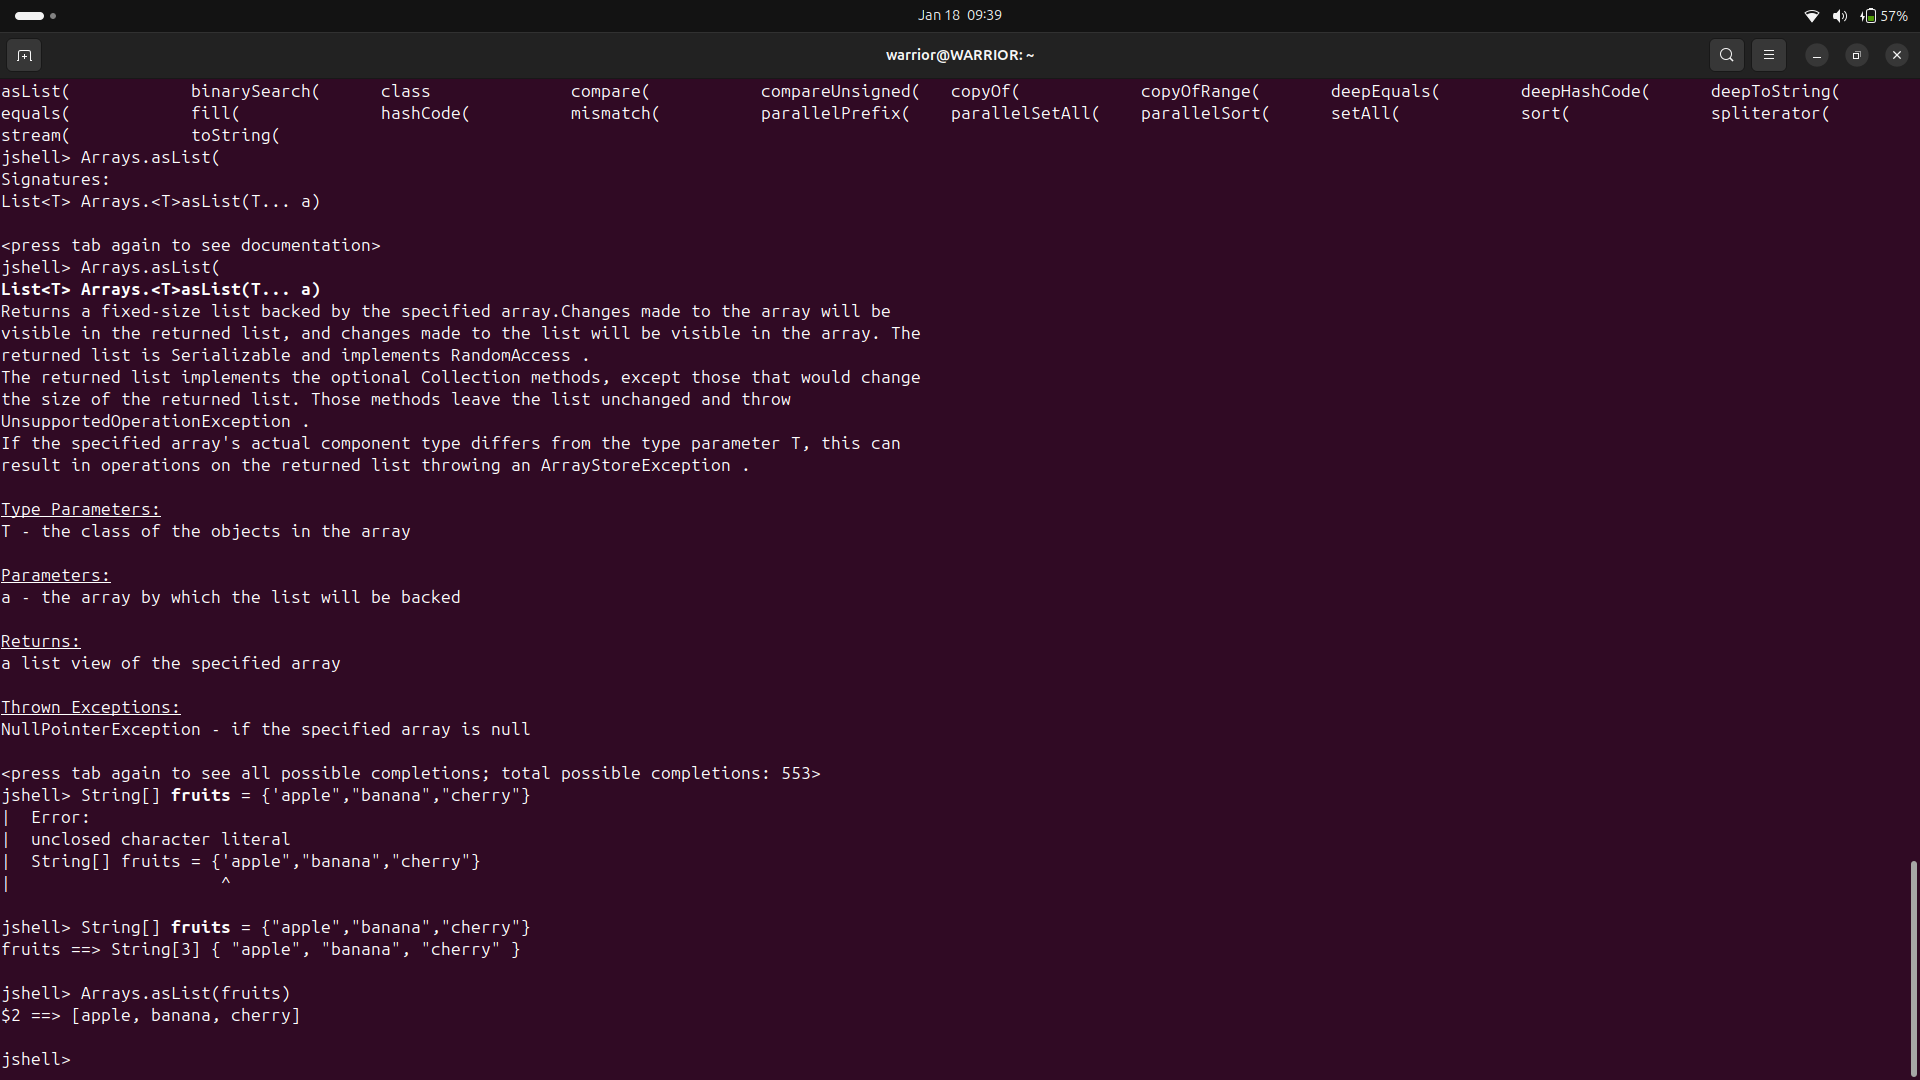 Jan 18  09:39
57%
warrior@WARRIOR: ~
asList(            binarySearch(      class              compare(           compareUnsigned(   copyOf(            copyOfRange(       deepEquals(        deepHashCode(      deepToString(
equals(            fill(              hashCode(          mismatch(          parallelPrefix(    parallelSetAll(    parallelSort(      setAll(            sort(              spliterator(
stream(            toString(
jshell> Arrays.asList(
Signatures:
List<T> Arrays.<T>asList(T... a)
<press tab again to see documentation>
jshell> Arrays.asList(
List<T> Arrays.<T>asList(T... a)
Returns a fixed-size list backed by the specified array.Changes made to the array will be
visible in the returned list, and changes made to the list will be visible in the array. The
returned list is Serializable and implements RandomAccess .
The returned list implements the optional Collection methods, except those that would change
the size of the returned list. Those methods leave the list unchanged and throw
UnsupportedOperationException .
If the specified array's actual component type differs from the type parameter T, this can
result in operations on the returned list throwing an ArrayStoreException .
Type Parameters:
T - the class of the objects in the array
Parameters:
a - the array by which the list will be backed
Returns:
a list view of the specified array
Thrown Exceptions:
NullPointerException - if the specified array is null
<press tab again to see all possible completions; total possible completions: 553>
jshell> String[] fruits = {'apple","banana","cherry"}
|  Error:
|  unclosed character literal
|  String[] fruits = {'apple","banana","cherry"}
|                     ^
jshell> String[] fruits = {"apple","banana","cherry"}
fruits ==> String[3] { "apple", "banana", "cherry" }
jshell> Arrays.asList(fruits)
$2 ==> [apple, banana, cherry]
jshell>